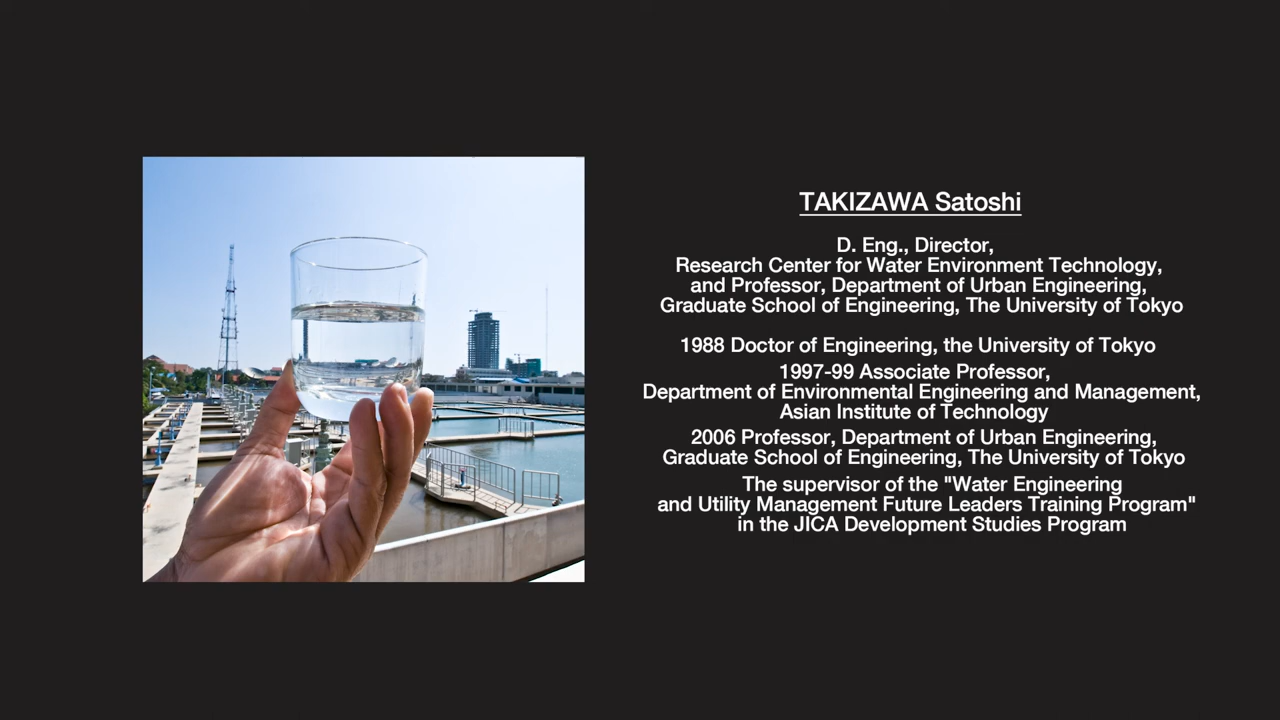 TAKIZAWA Satoshi
D. Eng., Director,
Research Center for Water Environment Technology,
and Professor, Department of Urban Engineering,
Graduate School of Engineering, The University of Tokyo
1988 Doctor of Engineering, the University of Tokyo
1997-99 Associate Professor,
Department of Environmental Engineering and Management,
Asian Institute of Technology
2006 Professor, Department of Urban Engineering,
Graduate School of Engineering, The University of Tokyo
The supervisor of the "Water Engineering
and Utility Management Future Leaders Training Program"
in the JICA Development Studies Program